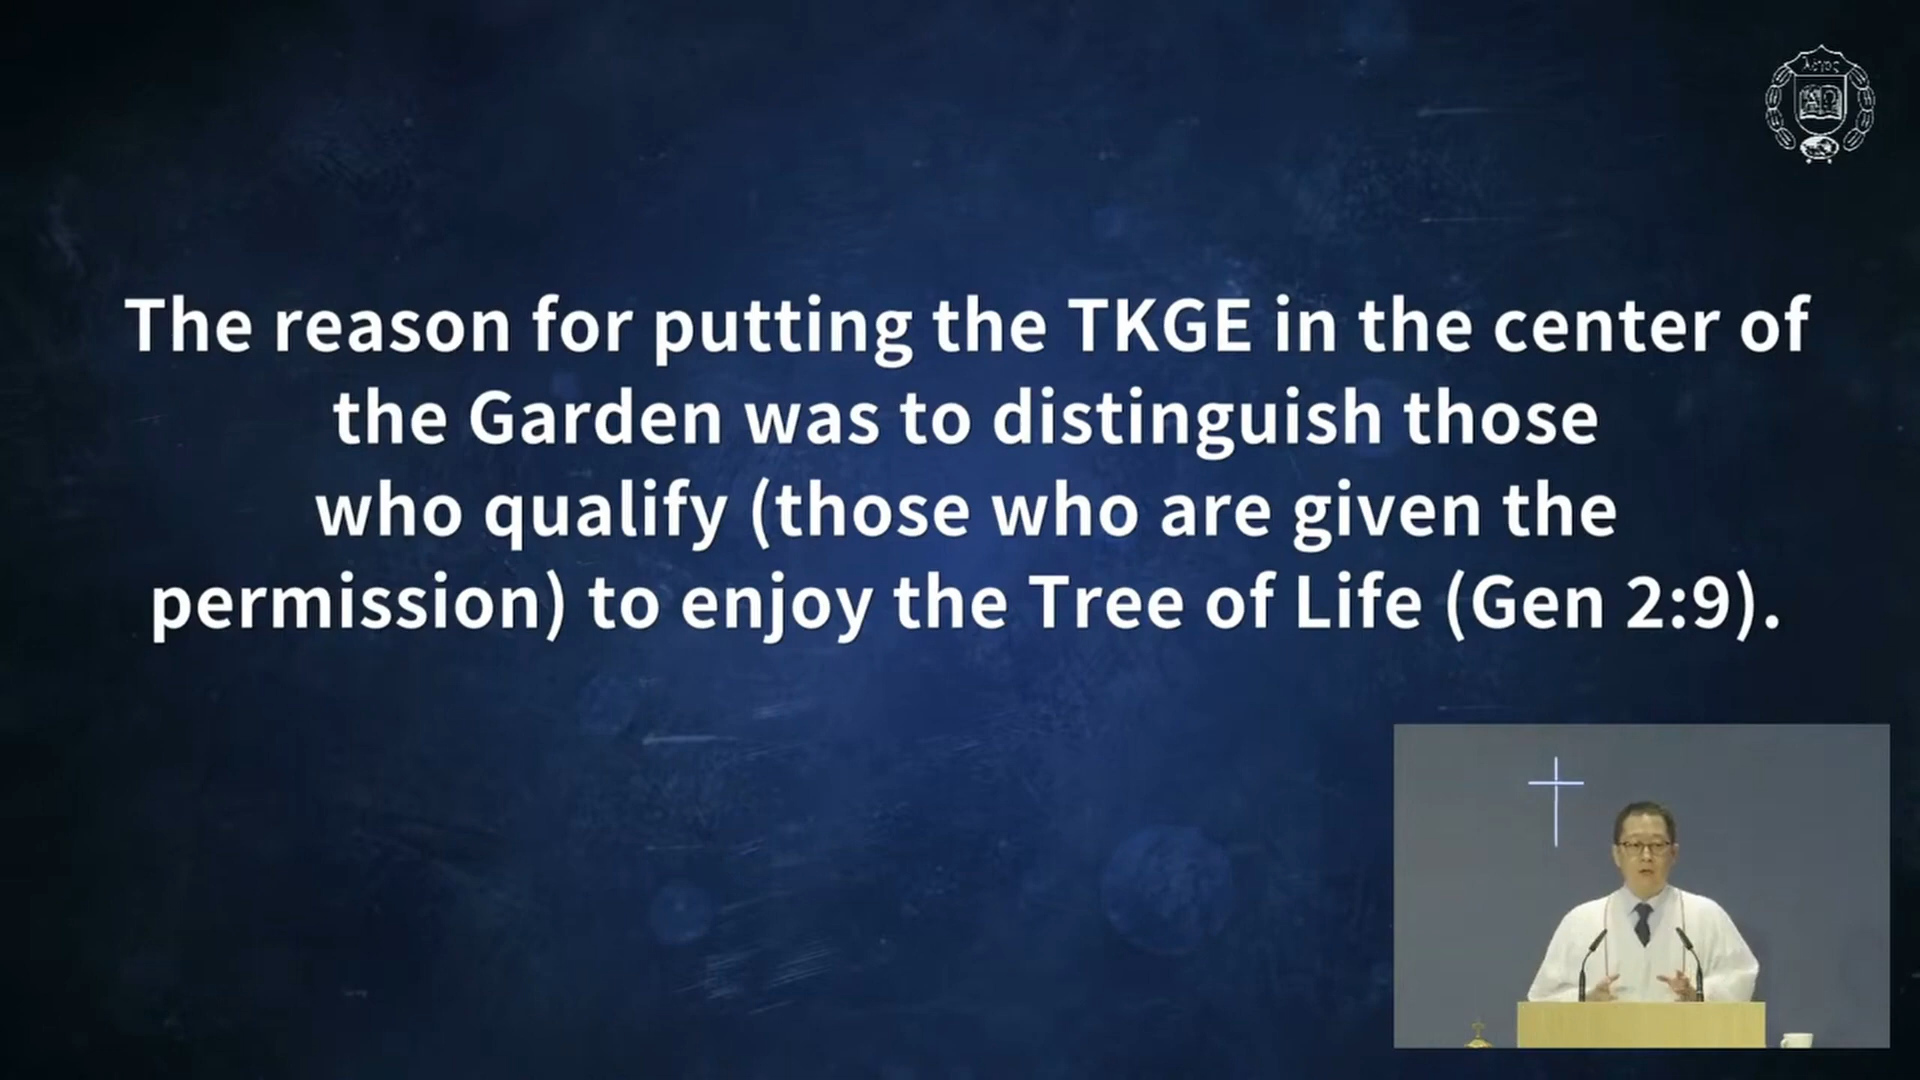 λόγος
The reason for putting the TKGE in the center of
the Garden was to distinguish those
who qualify (those who are given the
permission) to enjoy the Tree of Life (Gen 2:9).